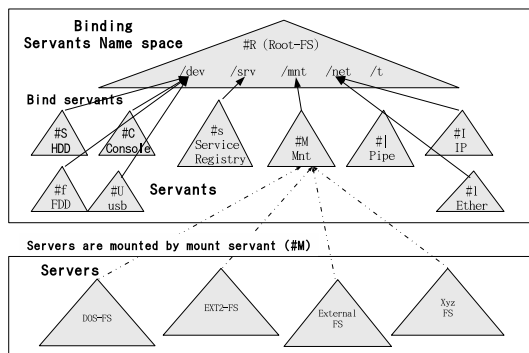 Binding
Servants Name space
#R (Root-FS)
/dev /srv /mnt /net /t
Bind servants
#S
HDD
#C
Console
#s
Service
Registry
#M
Mnt
#|
Pipe
#I
IP
#f
FDD
#U
usb
Servants
#l
Ether
Servers are mounted by mount servant (#M)
Servers
DOS-FS
EXT2-FS
External
FS
Xyz
FS